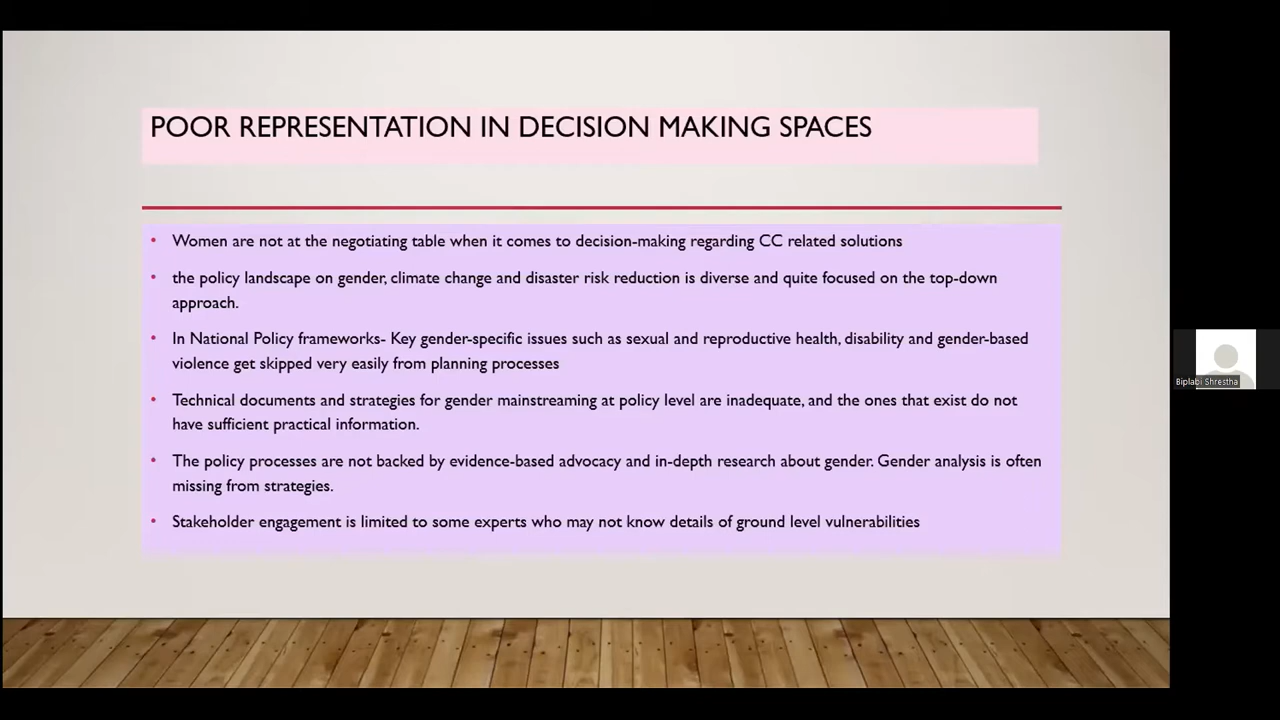 POOR REPRESENTATION IN DECISION MAKING SPACES
• Women are not at the negotiating table when it comes to decision-making regarding CC related solutions
• the policy landscape on gender, climate change and disaster risk reduction is diverse and quite focused on the top-down
approach.
• In National Policy frameworks- Key gender-specific issues such as sexual and reproductive health, disability and gender-based
violence get skipped very easily from planning processes
• Technical documents and strategies for gender mainstreaming at policy level are inadequate, and the ones that exist do not
have sufficient practical information.
• The policy processes are not backed by evidence-based advocacy and in-depth research about gender. Gender analysis is often
missing from strategies.
• Stakeholder engagement is limited to some experts who may not know details of ground level vulnerabilities
Biplabi Shrestha